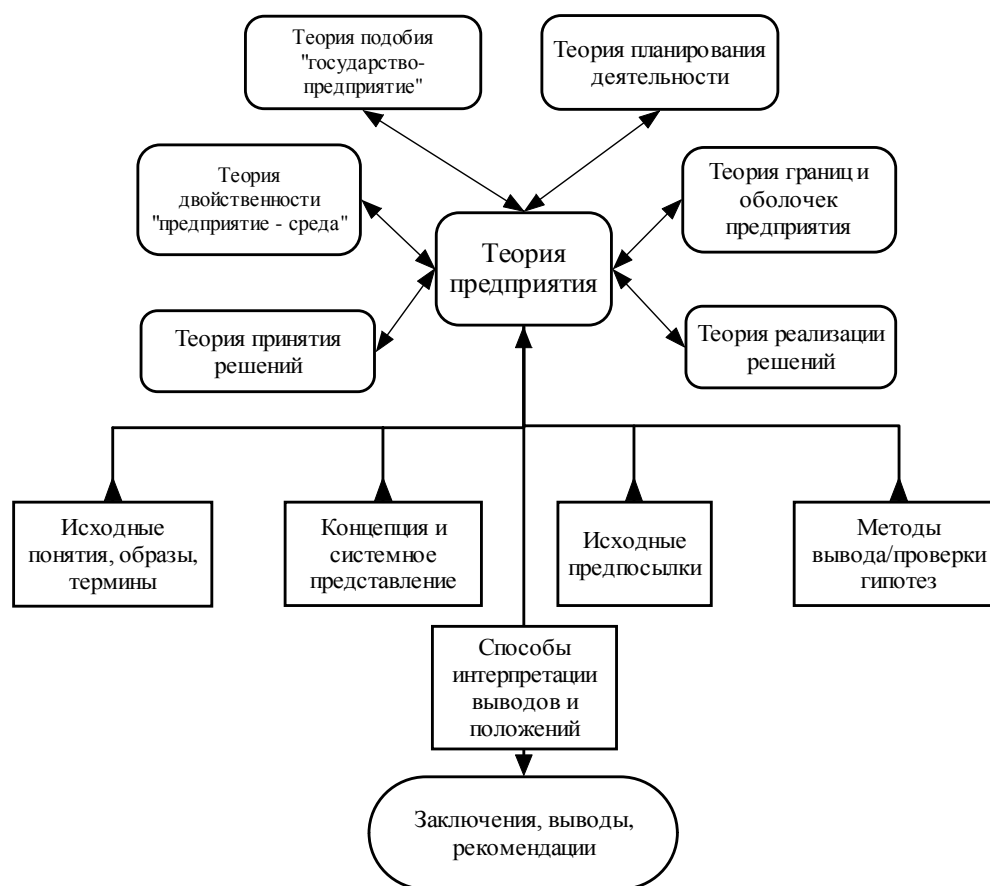 Теория подобия
"государство-
предприятие"
Теория планирования
деятельности
Теория
двойственности
"предприятие - среда"
Теория границ и
оболочек
предприятия
Теория
предприятия
Теория принятия
решений
Теория реализации
решений
Исходные
понятия, образы,
термины
Концепция и
системное
представление
Исходные
предпосылки
Методы
вывода/проверки
гипотез
Способы
интерпретации
выводов и
положений
Заключения, выводы,
рекомендации